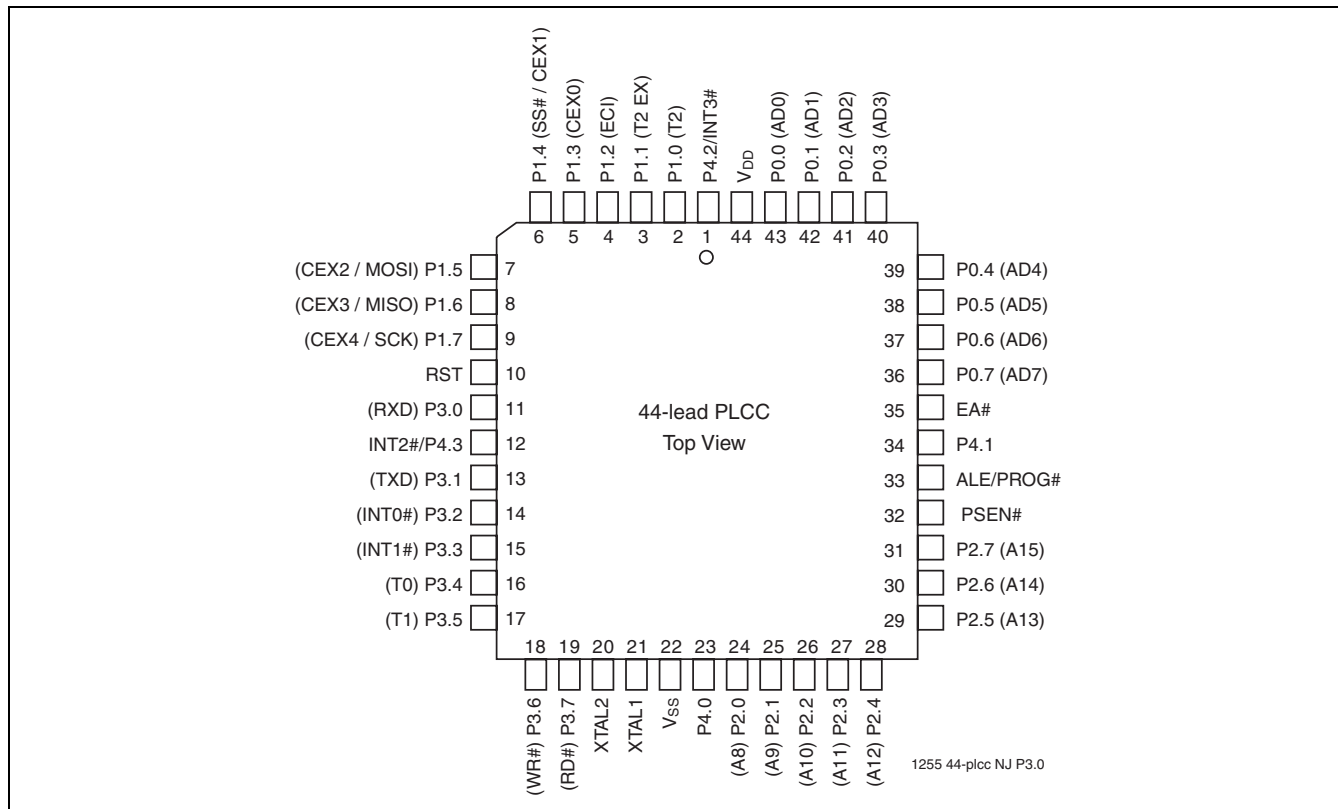 P1.4 (SS# / CEX1)
P1.3 (CEX0)
P1.2 (ECI)
P1.1 (T2 EX)
P1.0 (T2)
P4.2/INT3#
VDD
P0.0 (AD0)
P0.1 (AD1)
P0.2 (AD2)
P0.3 (AD3)
6 5 4 3 2 1 44 43 42 41 40
(CEX2 / MOSI) P1.5 7
(CEX3 / MISO) P1.6 8
(CEX4 / SCK) P1.7 9
RST 10
(RXD) P3.0 11
INT2#/P4.3 12
(TXD) P3.1 13
(INT0#) P3.2 14
(INT1#) P3.3 15
(T0) P3.4 16
(T1) P3.5 17
44-lead PLCC
Top View
39 P0.4 (AD4)
38 P0.5 (AD5)
37 P0.6 (AD6)
36 P0.7 (AD7)
35 EA#
34 P4.1
33 ALE/PROG#
32 PSEN#
31 P2.7 (A15)
30 P2.6 (A14)
29 P2.5 (A13)
18 19 20 21 22 23 24 25 26 27 28
(WR#) P3.6
(RD#) P3.7
XTAL2
XTAL1
VSS
P4.0
(A8) P2.0
(A9) P2.1
(A10) P2.2
(A11) P2.3
(A12) P2.4
1255 44-plcc NJ P3.0